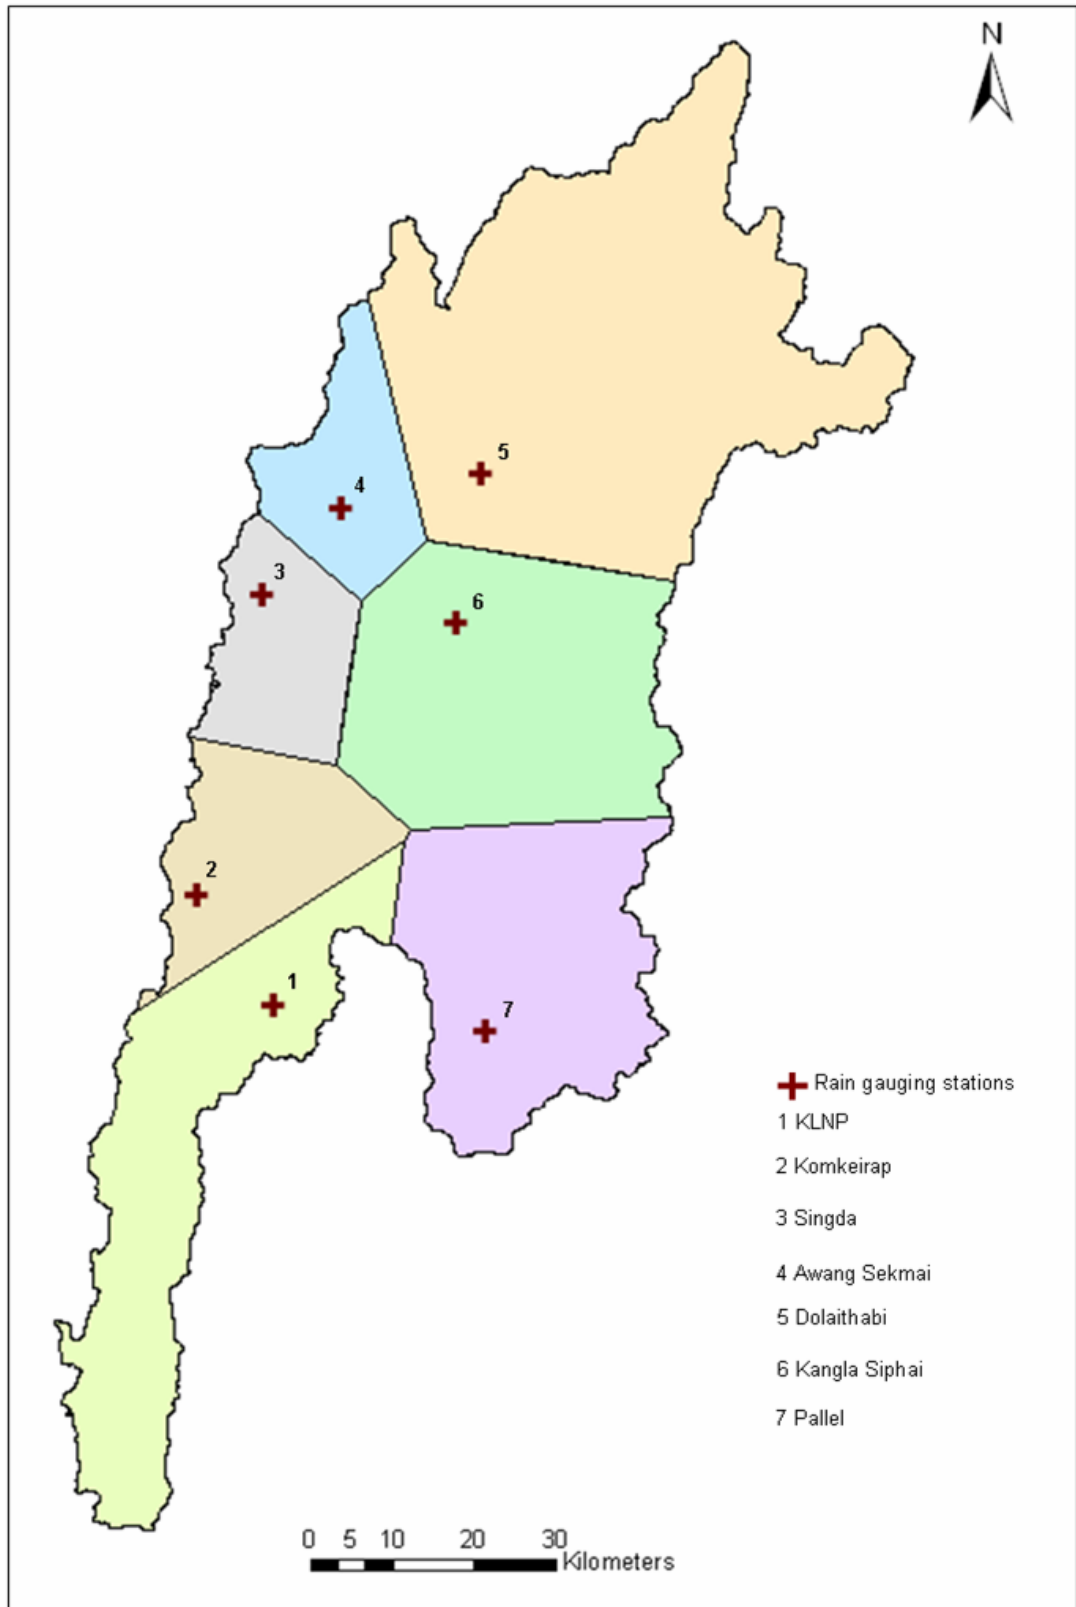 N
5
4
3
6
2
1
7
Rain gauging stations
1 KLNP
2 Komkeirap
3 Singda
4 Awang Sekmai
5 Dolaithabi
6 Kangla Siphai
7 Pallel
0 5 10 20 30
Kilometers